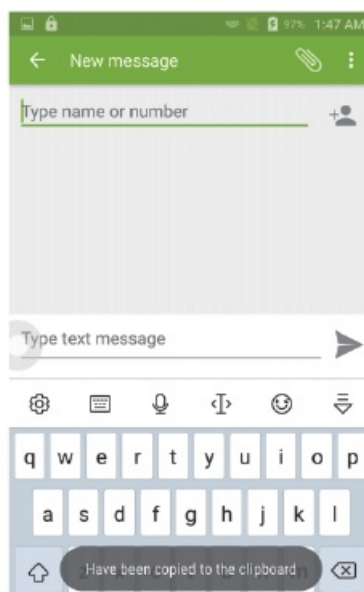 97% 1:47 AM
New message
Type name or number
Type text message
q w e r t y u i o p
a s d f g h j k l
Have been copied to the clipboard